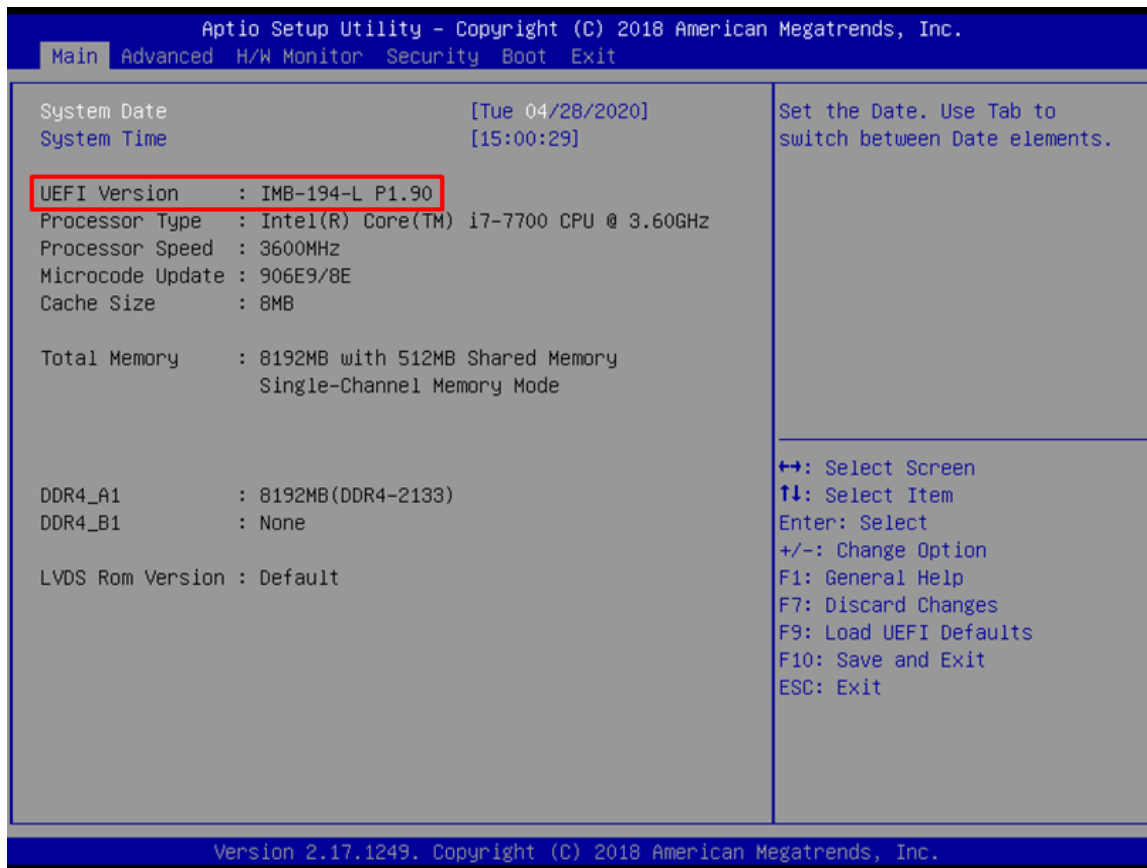 Aptio Setup Utility – Copyright (C) 2018 American Megatrends, Inc.
Main Advanced H/W Monitor Security Boot Exit
System Date [Tue 04/28/2020]
System Time [15:00:29]
UEFI Version : IMB-194-L P1.90
Processor Type : Intel(R) Core(TM) i7-7700 CPU @ 3.60GHz
Processor Speed : 3600MHz
Microcode Update : 906E9/8E
Cache Size : 8MB
Total Memory : 8192MB with 512MB Shared Memory
Single-Channel Memory Mode
DDR4_A1 : 8192MB(DDR4-2133)
DDR4_B1 : None
LVDS Rom Version : Default
Set the Date. Use Tab to
switch between Date elements.
↔: Select Screen
↑↓: Select Item
Enter: Select
+/-: Change Option
F1: General Help
F7: Discard Changes
F9: Load UEFI Defaults
F10: Save and Exit
ESC: Exit
Version 2.17.1249. Copyright (C) 2018 American Megatrends, Inc.